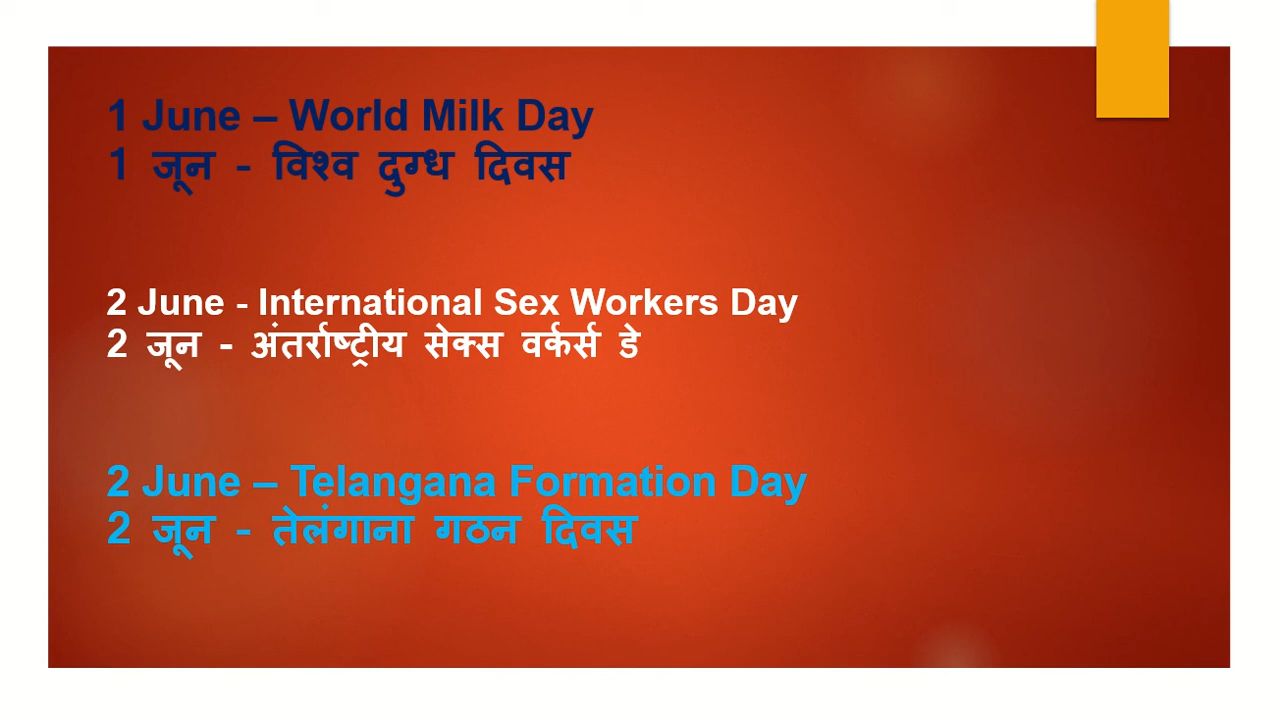 1 June – World Milk Day
1 जून - विश्व दुग्ध दिवस
2 June - International Sex Workers Day
2 जून - अंतर्राष्ट्रीय सेक्स वर्कर्स डे
2 June – Telangana Formation Day
2 जून - तेलंगाना गठन दिवस